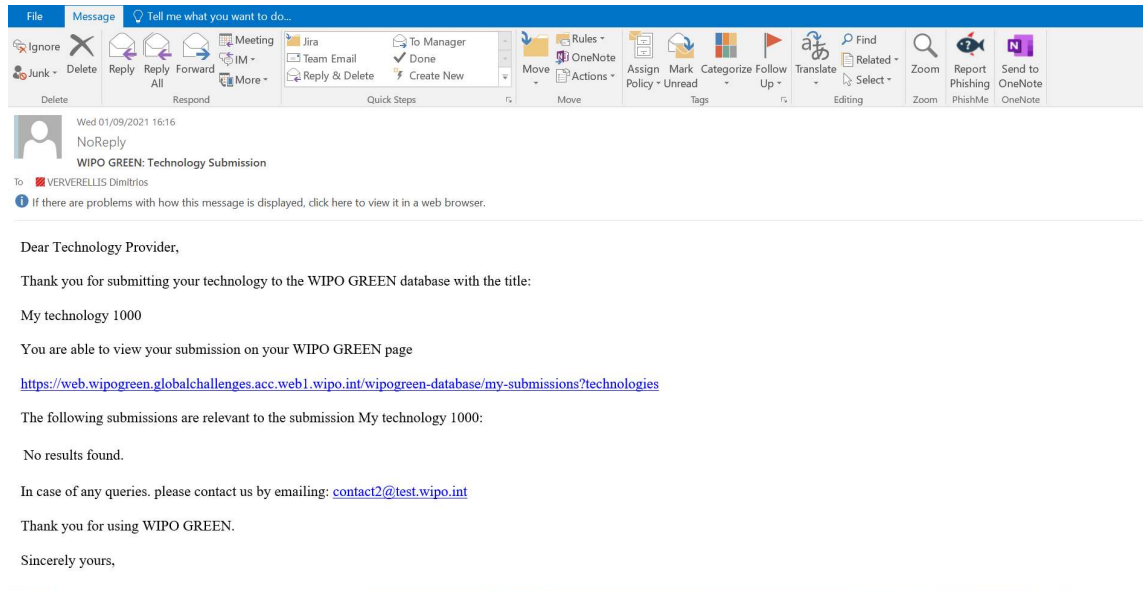 File Message Tell me what you want to do...
Ignore Meeting Jira To Manager Rules Find
IM Team Email Done OneNote Related
Junk Delete Reply Reply Forward More Reply & Delete Create New Move Actions Assign Mark Categorize Follow Translate Select Zoom Report Send to
All Policy Unread Up Phishing OneNote
Delete Respond Quick Steps Move Tags Editing Zoom PhishMe OneNote
Wed 01/09/2021 16:16
NoReply
WIPO GREEN: Technology Submission
To VERVERELLIS Dimitrios
If there are problems with how this message is displayed, click here to view it in a web browser.
Dear Technology Provider,
Thank you for submitting your technology to the WIPO GREEN database with the title:
My technology 1000
You are able to view your submission on your WIPO GREEN page
https://web.wipogreen.globalchallenges.acc.web1.wipo.int/wipogreen-database/my-submissions?technologies
The following submissions are relevant to the submission My technology 1000:
No results found.
In case of any queries. please contact us by emailing: contact2@test.wipo.int
Thank you for using WIPO GREEN.
Sincerely yours,